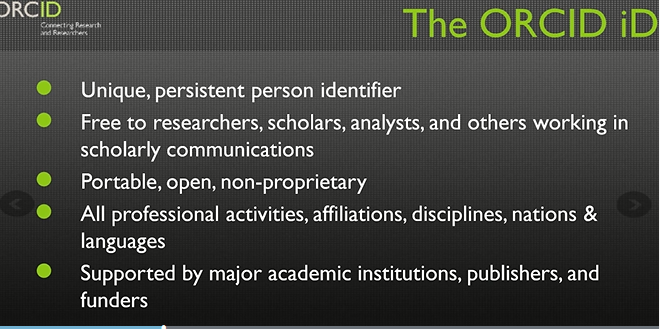 ORCID
Connecting Research
and Researchers
The ORCID iD
Unique, persistent person identifier
Free to researchers, scholars, analysts, and others working in
scholarly communications
Portable, open, non-proprietary
All professional activities, affiliations, disciplines, nations &
languages
Supported by major academic institutions, publishers, and
funders